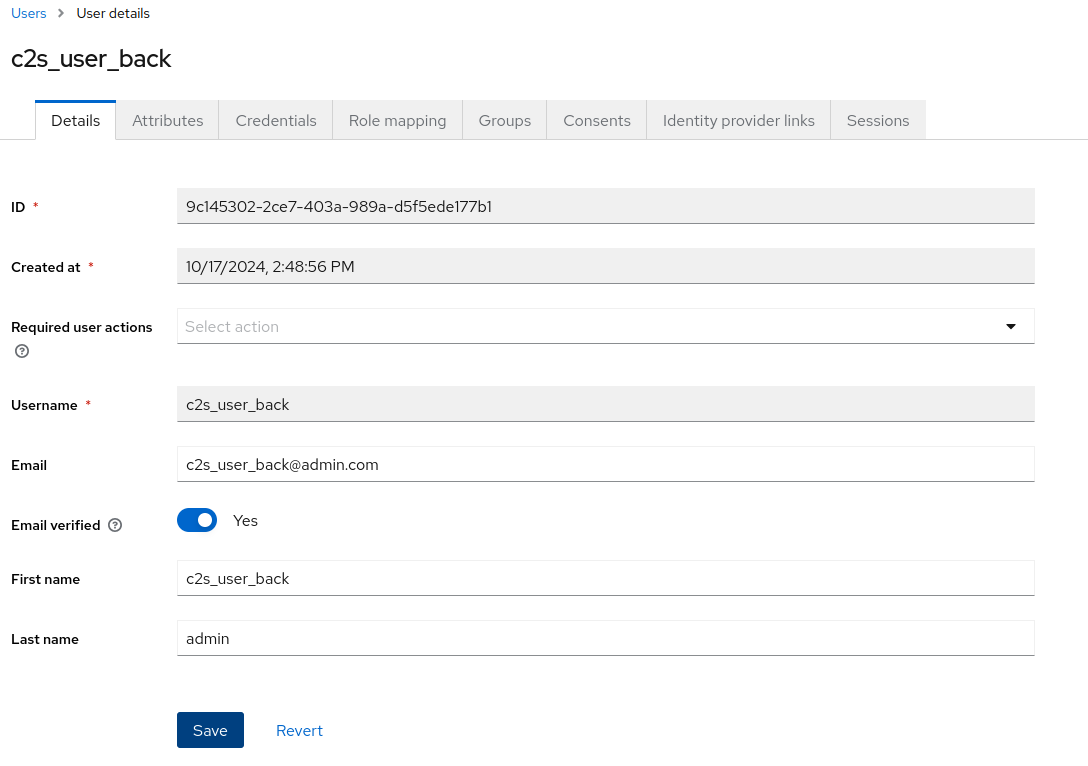 Users > User details
c2s_user_back
Details Attributes Credentials Role mapping Groups Consents Identity provider links Sessions
ID * 9c145302-2ce7-403a-989a-d5f5ede177b1
Created at * 10/17/2024, 2:48:56 PM
Required user actions Select action
Username * c2s_user_back
Email c2s_user_back@admin.com
Email verified Yes
First name c2s_user_back
Last name admin
Save Revert